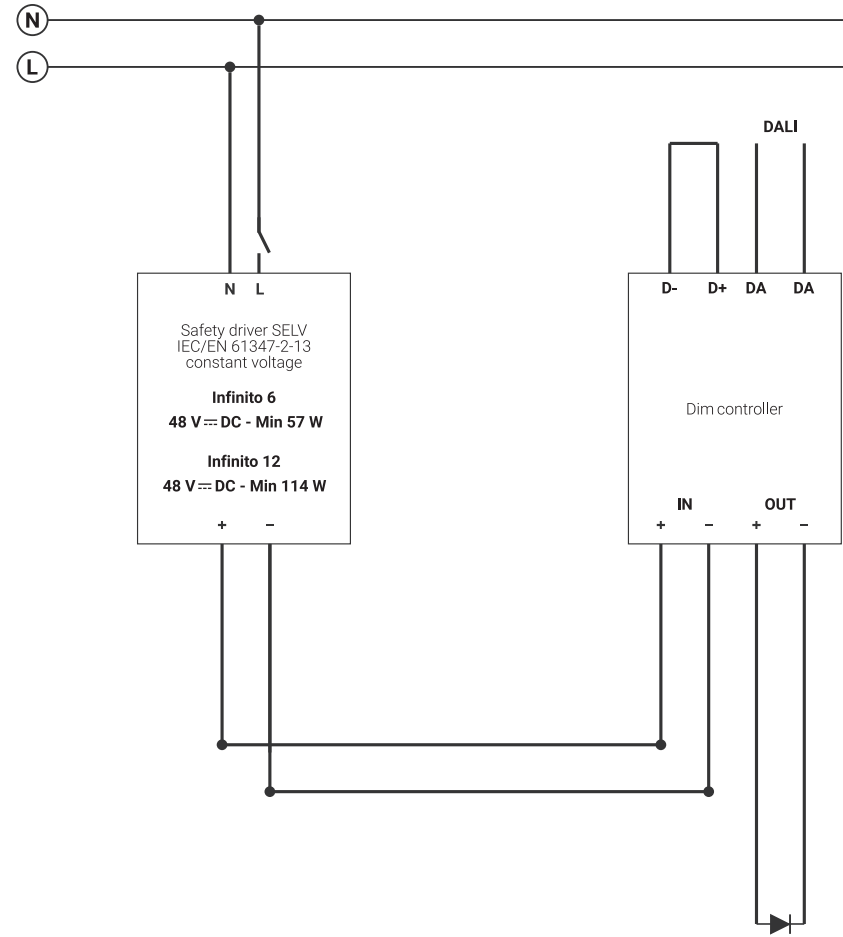 N
L
DALI
N L
D- D+ DA DA
Safety driver SELV
IEC/EN 61347-2-13
constant voltage
Infinito 6
48 V⎓DC - Min 57 W
Infinito 12
48 V⎓DC - Min 114 W
+ −
Dim controller
IN OUT
+ − + −